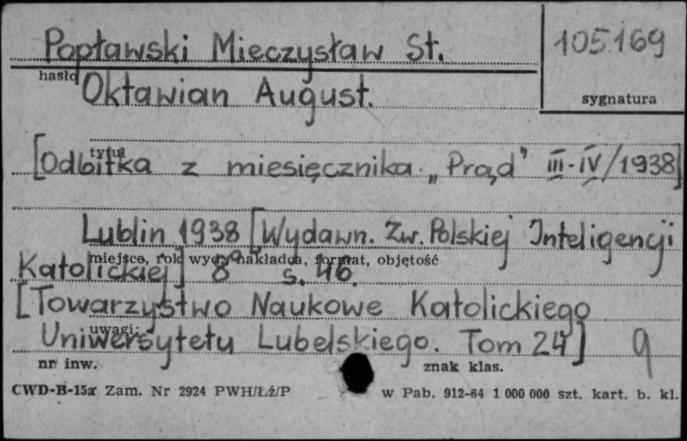 Popławski Mieczysław St.
105.169
hasło
sygnatura
Oktawian August.
tytuł
[Odbitka z miesięcznika „Prąd" III-IV/1938]
Lublin 1938 [Wydawn. Zw. Polskiej Inteligencji
miejsce, rok wyd., nakładca, format, objętość
Katolickiej] 8° s. 46.
[Towarzystwo Naukowe Katolickiego
uwagi:
Uniwersytetu Lubelskiego. Tom 24] 9
nr inw.
znak klas.
CWD-B-15a Zam. Nr 2924 PWH/Łź/P
w Pab. 912-64 1 000 000 szt. kart. b. kl.